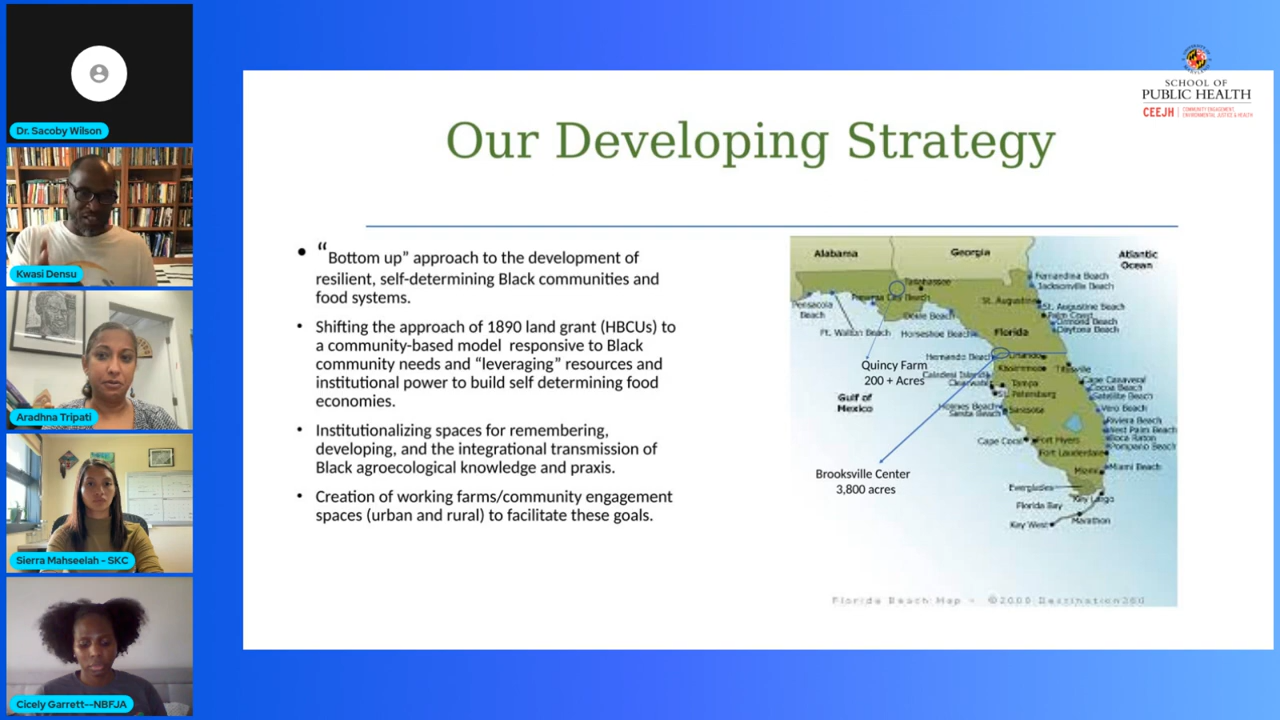 Dr. Sacoby Wilson
Kwasi Densu
Aradhna Tripati
Sierra Mahseelah - SKC
Cicely Garrett--NBFJA
SCHOOL OF
PUBLIC HEALTH
CEEJH
COMMUNITY ENGAGEMENT,
ENVIRONMENTAL JUSTICE & HEALTH
Our Developing Strategy
• “Bottom up” approach to the development of
resilient, self-determining Black communities and
food systems.
• Shifting the approach of 1890 land grant (HBCUs) to
a community-based model responsive to Black
community needs and “leveraging” resources and
institutional power to build self determining food
economies.
• Institutionalizing spaces for remembering,
developing, and the integrational transmission of
Black agroecological knowledge and praxis.
• Creation of working farms/community engagement
spaces (urban and rural) to facilitate these goals.
Alabama
Georgia
Atlantic
Ocean
Fernandina Beach
Jacksonville Beach
Tallahassee
Panama City Beach
Pensacola
Beach
St. Augustine
St. Augustine Beach
Palm Coast
Ormond Beach
Daytona Beach
Destin Beach
Ft. Walton Beach
Horseshoe Beach
Florida
Hernando Beach
Orlando
Quincy Farm
200 + Acres
Kissimmee
Titusville
Caladesi Island
Clearwater
Tampa
Cape Canaveral
Cocoa Beach
Satellite Beach
St. Petersburg
Gulf of
Mexico
Holmes Beach
Siesta Beach
Sarasota
Vero Beach
Riviera Beach
West Palm Beach
Boca Raton
Pompano Beach
Cape Coral
Fort Myers
Fort Lauderdale
Miami
Miami Beach
Brooksville Center
3,800 acres
Everglades
Key Largo
Florida Bay
Key West
Marathon
Florida Beach Map - ©2000 Destination360